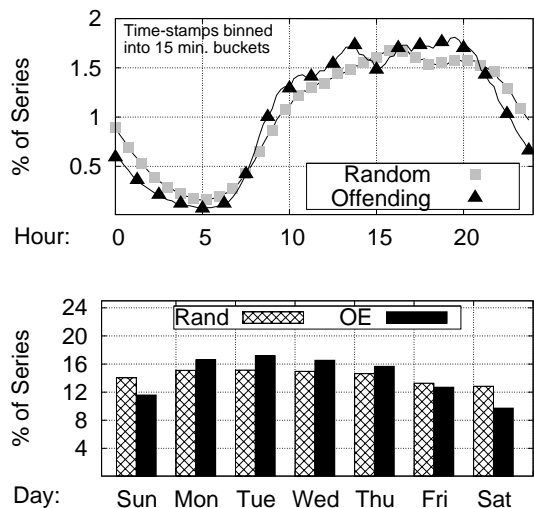 2
Time-stamps binned
into 15 min. buckets
1.5
1
0.5
% of Series
Random
Offending
Hour: 0 5 10 15 20
24
Rand OE
20
16
12
8
4
% of Series
Day: Sun Mon Tue Wed Thu Fri Sat